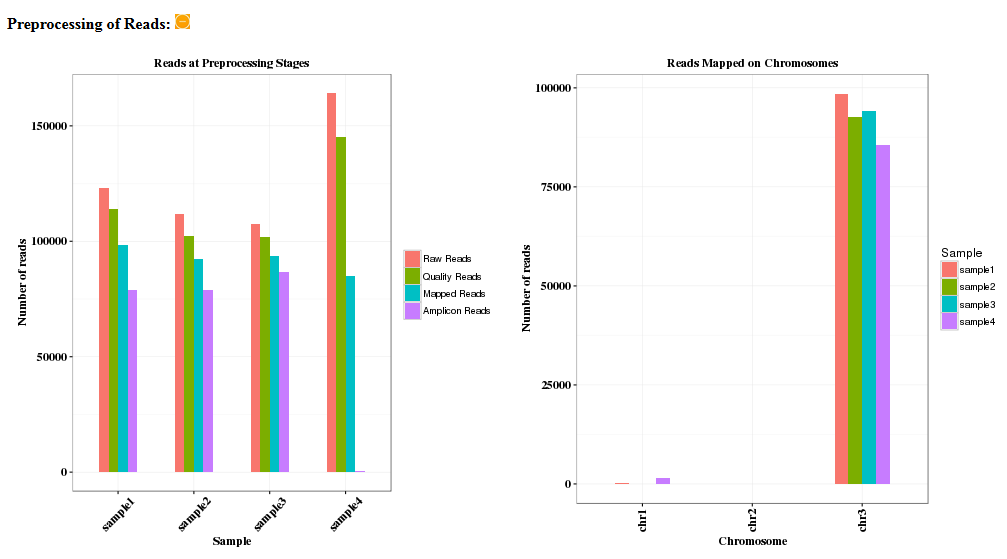 Preprocessing of Reads:
Reads at Preprocessing Stages
Number of reads
150000
100000
50000
0
sample1
sample2
sample3
sample4
Sample
Raw Reads
Quality Reads
Mapped Reads
Amplicon Reads
Reads Mapped on Chromosomes
Number of reads
100000
75000
50000
25000
0
chr1
chr2
chr3
Chromosome
Sample
sample1
sample2
sample3
sample4